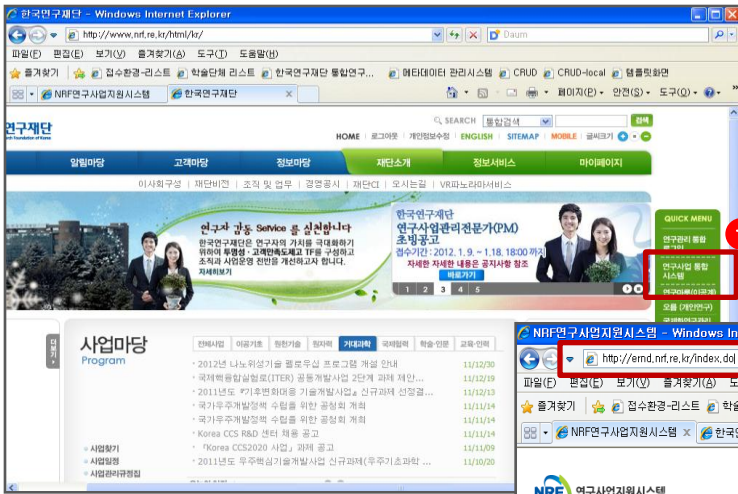 한국연구재단 - Windows Internet Explorer
http://www.nrf.re.kr/html/kr/
Daum
파일(F) 편집(E) 보기(V) 즐겨찾기(A) 도구(T) 도움말(H)
즐겨찾기 접수환경-리스트 학술단체 리스트 한국연구재단 통합연구... 메타데이터 관리시스템 CRUD CRUD-local 템플릿화면
NRF연구사업지원시스템 한국연구재단 x 페이지(P) 안전(S) 도구(O)
SEARCH 통합검색 검색
연구재단
HOME 로그아웃 개인정보수정 ENGLISH SITEMAP MOBILE 글씨크기
알림마당 고객마당 정보마당 재단소개 정보서비스 마이페이지
이사회구성 재단비전 조직 및 업무 경영공시 재단CI 오시는길 VR파노라마서비스
연구자 감동 Service 를 실천합니다
한국연구재단은 연구자의 가치를 극대화하기
위하여 투명성·고객만족도제고 TF를 구성하고
조직과 사업운영 전반을 개선하고자 합니다.
자세히보기
한국연구재단
연구사업관리전문가(PM)
초빙공고
접수기간 : 2012. 1. 9. ~ 1.18. 18:00 까지
자세한 자세한 내용은 공지사항 참조
바로가기
1 2 3 4 5
QUICK MENU
연구관리 통합
로그인
연구사업 통합
시스템
연구마루(이공계)
오름 (개인연구)
더보기
사업마당
Program
전체사업 이공기초 원천기술 원자력 거대과학 국제협력 학술·인문 교육·인력
2012년 나노위성기술 펠로우십 프로그램 개설 안내 11/12/30
국제핵융합실험로(ITER) 공동개발사업 2단계 과제 제안... 11/12/19
2011년도 『기후변화대응 기술개발사업』 신규과제 선정결... 11/12/13
국가우주개발정책 수립을 위한 공청회 개최 11/11/14
국가우주개발정책 수립을 위한 공청회 개최 11/11/14
Korea CCS R&D 센터 채용 공고 11/11/14
「Korea CCS2020 사업」과제 공고 11/11/09
2011년도 우주핵심기술개발사업 신규과제(우주기초과학 ... 11/10/20
사업찾기
사업일정
사업관리규정집
NRF연구사업지원시스템 - Windows In
http://ernd.nrf.re.kr/index.do
파일(F) 편집(E) 보기(V) 즐겨찾기(A) 도
즐겨찾기 접수환경-리스트 학술
NRF연구사업지원시스템 x 한국연
NRF 연구사업지원시스템